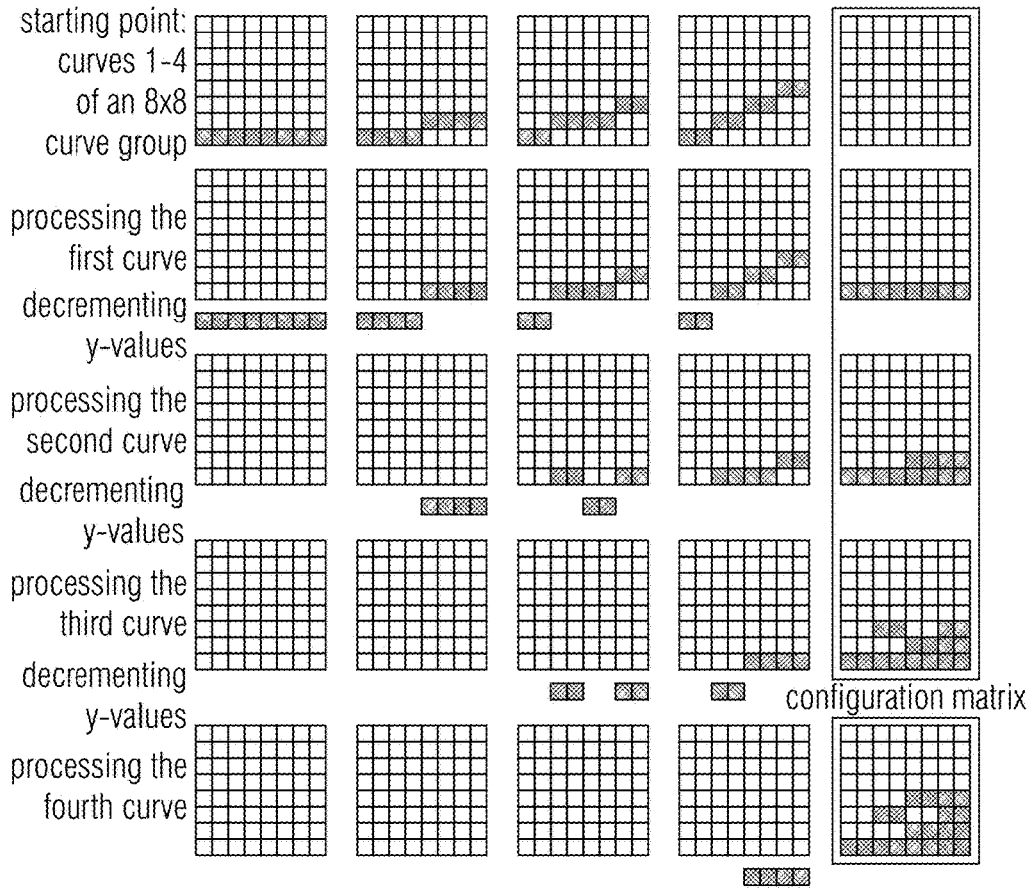 starting point:
curves 1-4
of an 8x8
curve group
processing the
first curve
decrementing
y-values
processing the
second curve
decrementing
y-values
processing the
third curve
decrementing
y-values
configuration matrix
processing the
fourth curve